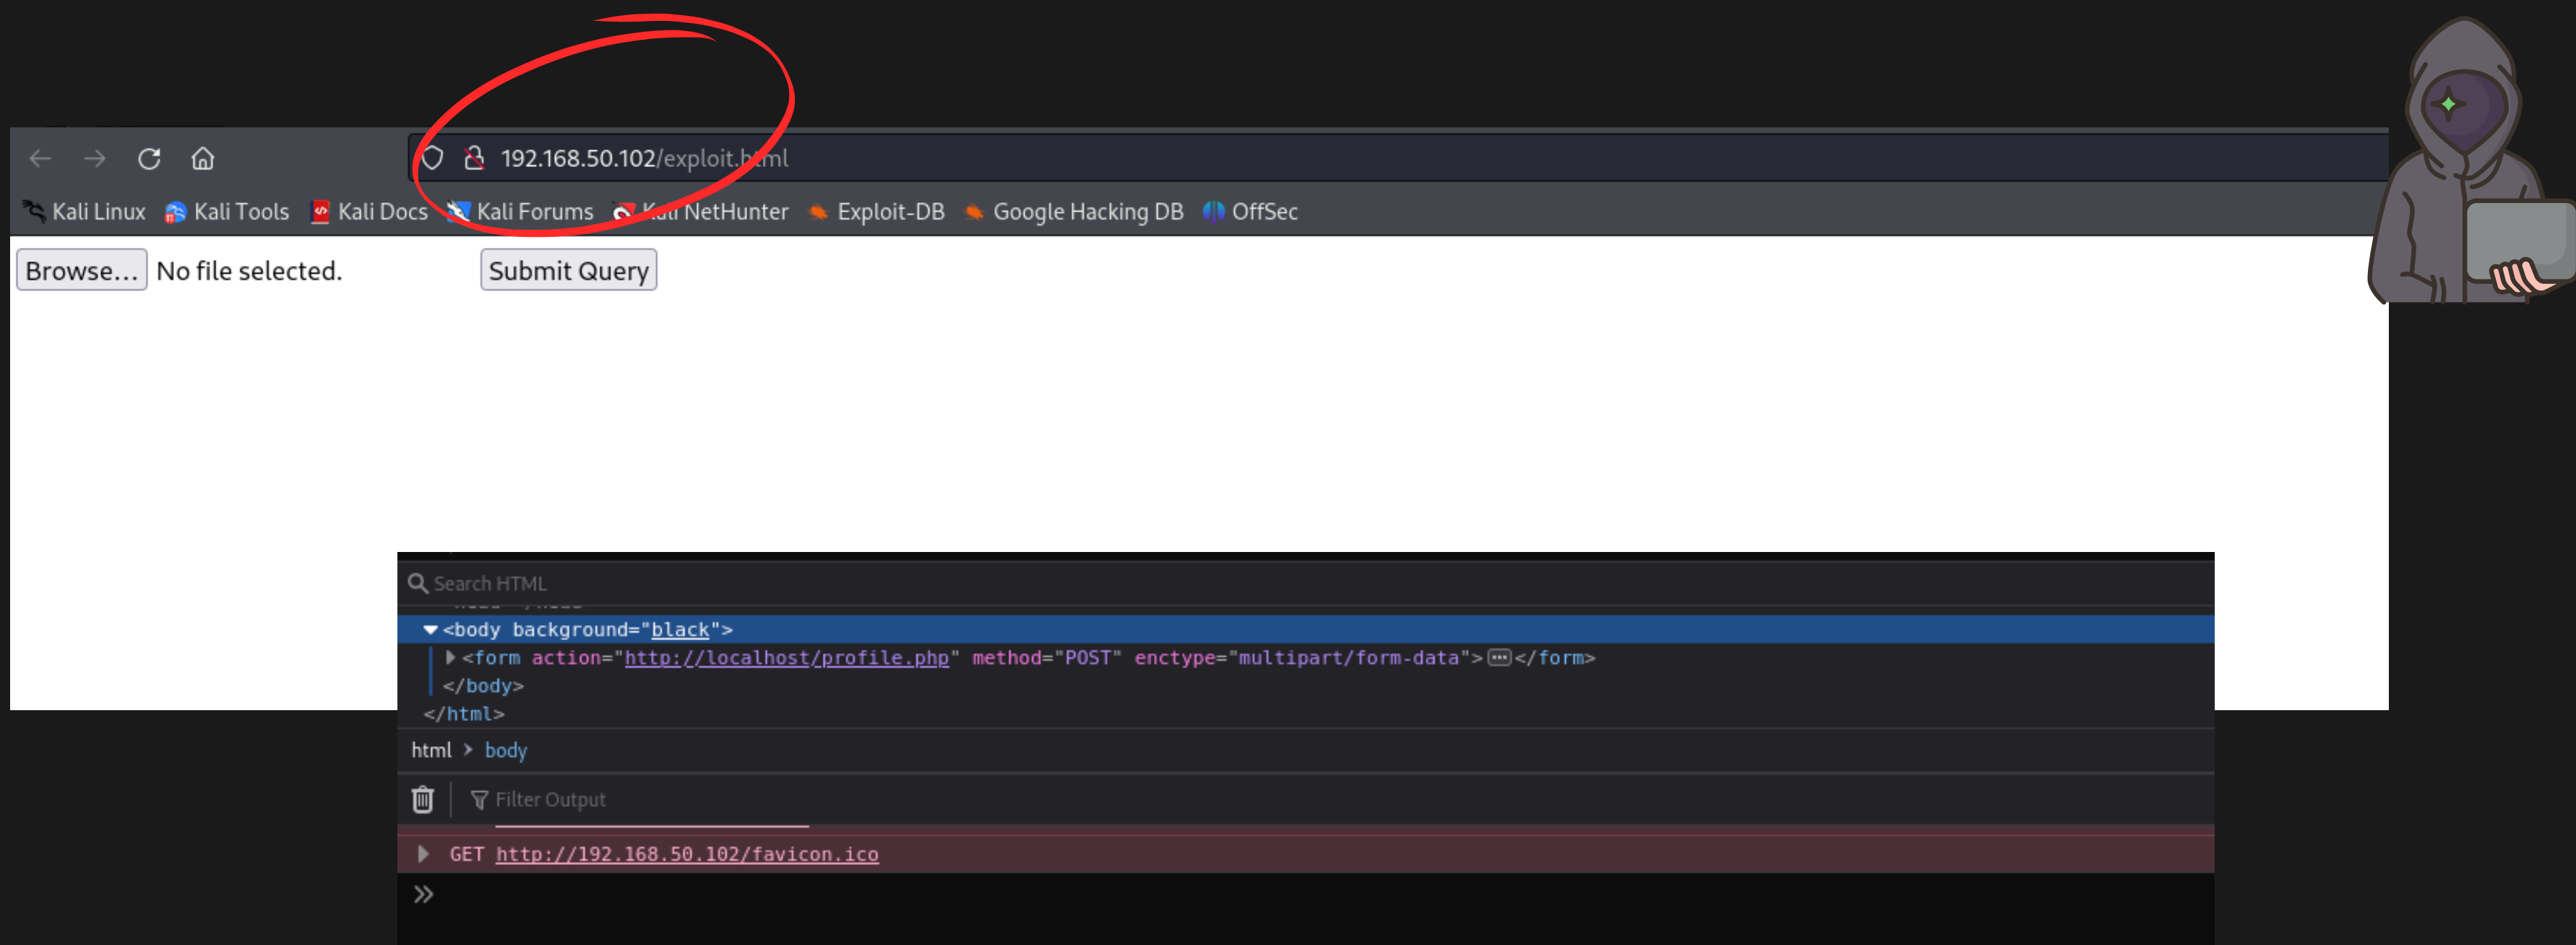 192.168.50.102/exploit.html
Kali Linux Kali Tools Kali Docs Kali Forums Kali NetHunter Exploit-DB Google Hacking DB OffSec
Browse... No file selected. Submit Query
Search HTML
<body background="black">
<form action="http://localhost/profile.php" method="POST" enctype="multipart/form-data">…</form>
</body>
</html>
html > body
Filter Output
GET http://192.168.50.102/favicon.ico